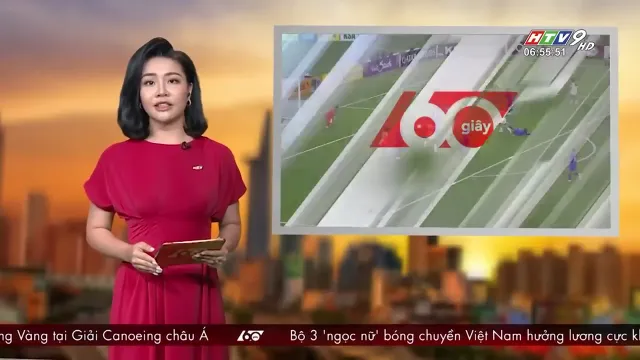 HTV9 HD
06:55:51
60 giây
ng Vàng tại Giải Canoeing châu Á 60 Bộ 3 'ngọc nữ' bóng chuyền Việt Nam hưởng lương cực k